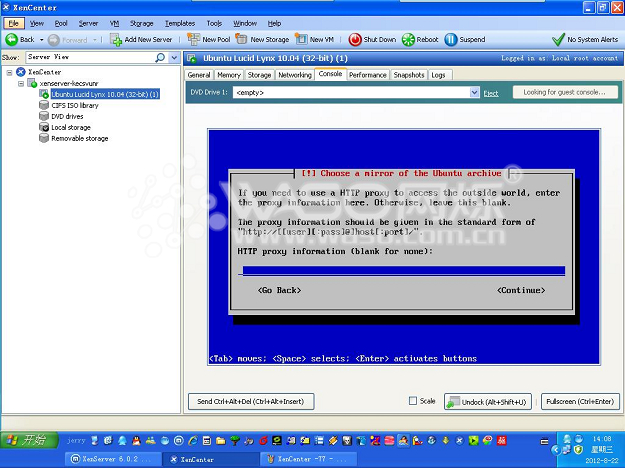 XenCenter
File View Pool Server VM Storage Templates Tools Window Help
Back Forward Add New Server New Pool New Storage New VM Shut Down Reboot Suspend No System Alerts
Show: Server View
Ubuntu Lucid Lynx 10.04 (32-bit) (1) Logged in as: Local root account
XenCenter
xenserver-kecsvunr
Ubuntu Lucid Lynx 10.04 (32-bit) (1)
CIFS ISO library
DVD drives
Local storage
Removable storage
General Memory Storage Networking Console Performance Snapshots Logs
DVD Drive 1: <empty> Eject Looking for guest console...
[!] Choose a mirror of the Ubuntu archive
If you need to use a HTTP proxy to access the outside world, enter
the proxy information here. Otherwise, leave this blank.
The proxy information should be given in the standard form of
"http://[[user][:pass]@]host[:port]/".
HTTP proxy information (blank for none):
<Go Back> <Continue>
<Tab> moves; <Space> selects; <Enter> activates buttons
Send Ctrl+Alt+Del (Ctrl+Alt+Insert) Scale Undock (Alt+Shift+U) Fullscreen (Ctrl+Enter)
开始 jerry
XenServer 6.0.2 ... XenCenter XenCenter -77 - ...
14:08
星期三
2012-8-22